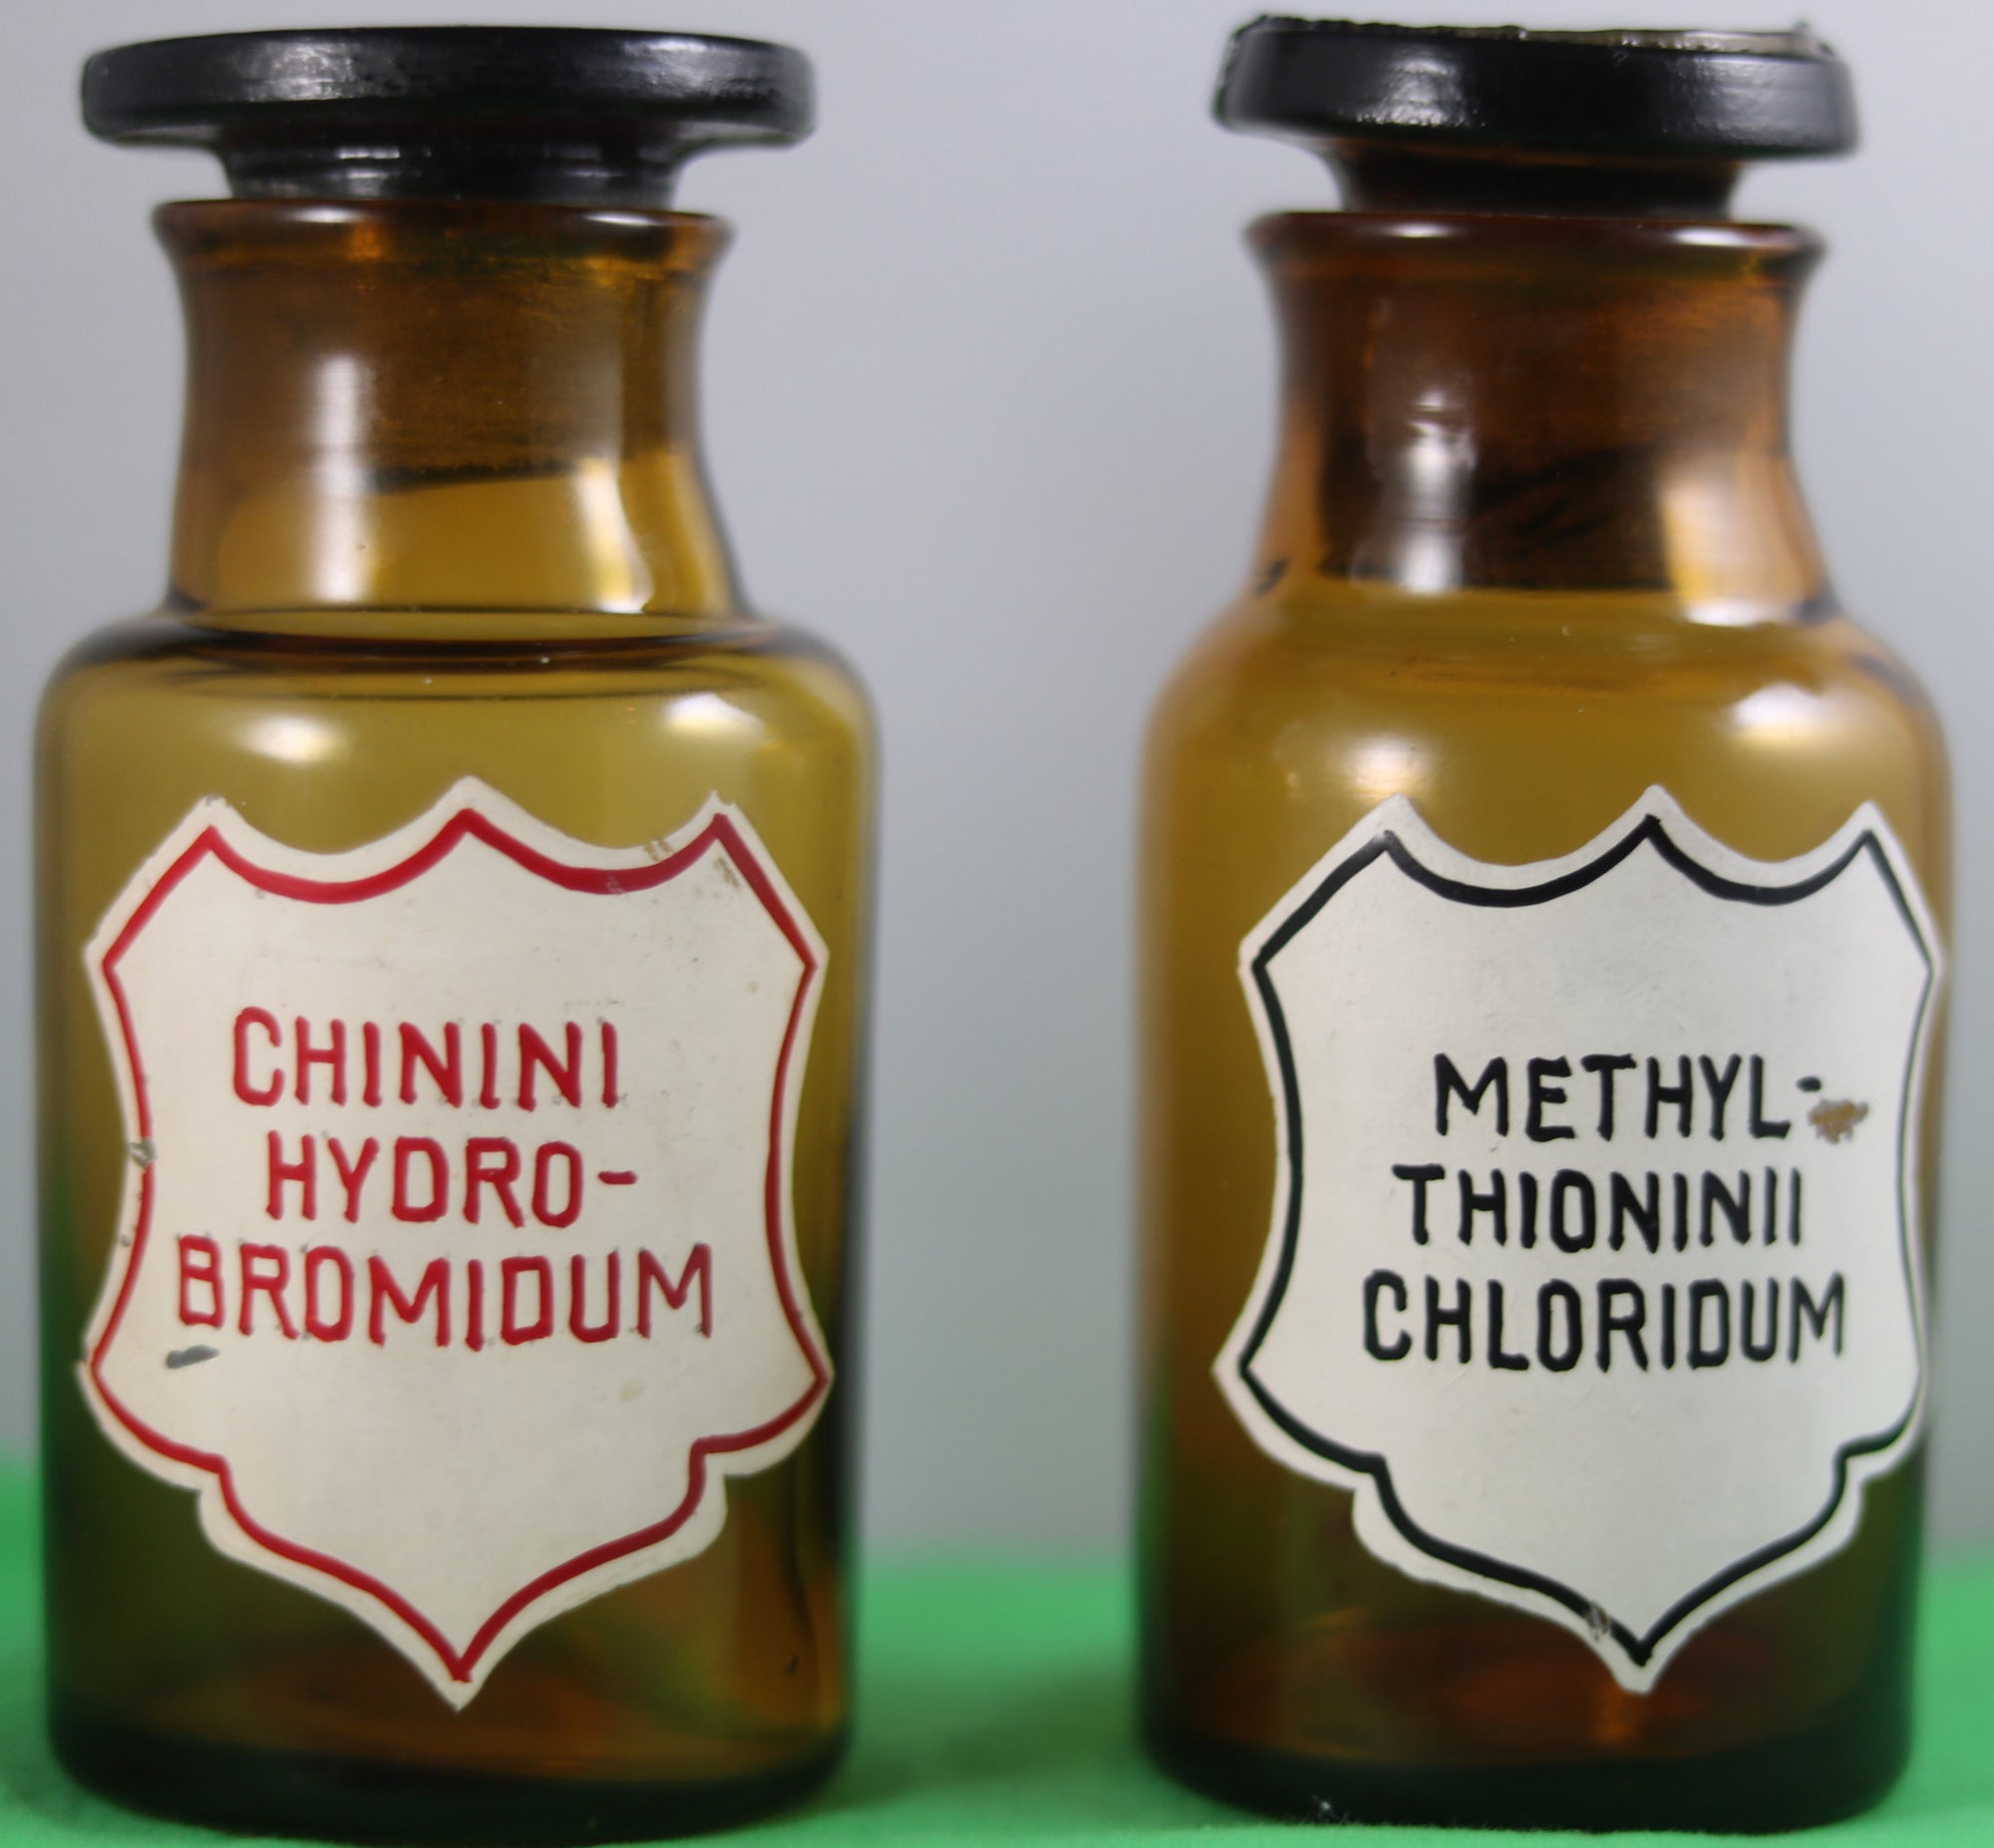 CHININI
HYDRO-
BROMIDUM
METHYL-
THIONINII
CHLORIDUM